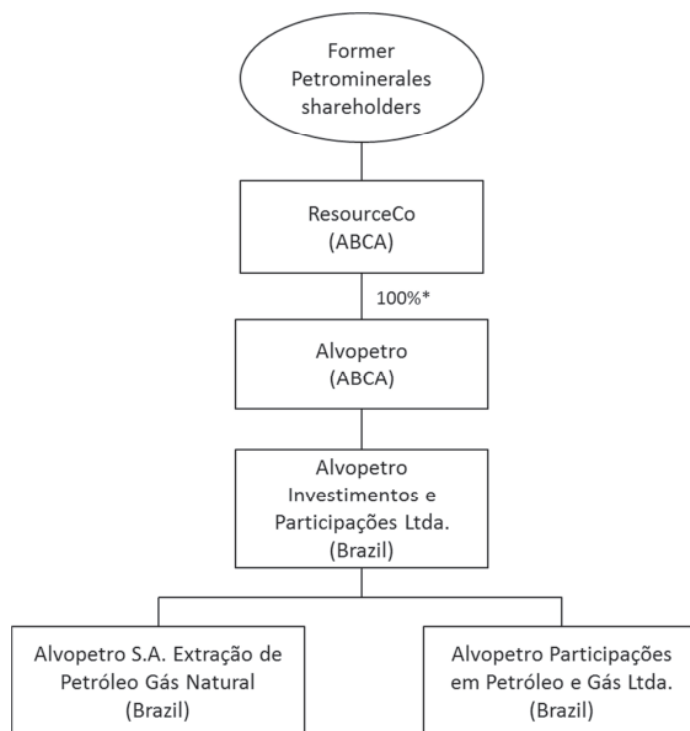 Former
Petrominerales
shareholders
ResourceCo
(ABCA)
100%*
Alvopetro
(ABCA)
Alvopetro
Investimentos e
Participações Ltda.
(Brazil)
Alvopetro S.A. Extração de
Petróleo Gás Natural
(Brazil)
Alvopetro Participações
em Petróleo e Gás Ltda.
(Brazil)